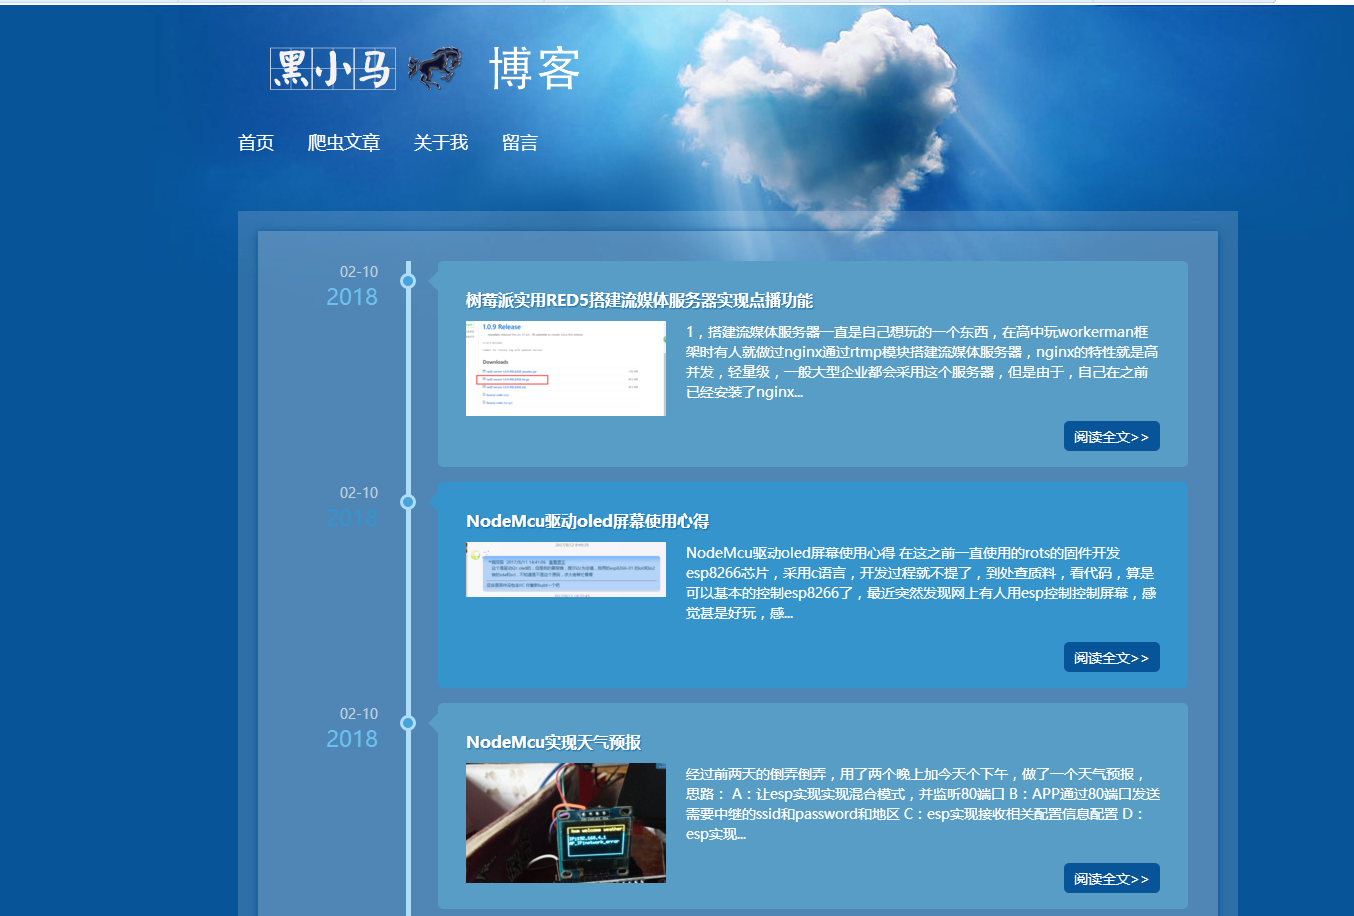 黑小马 博客
首页 爬虫文章 关于我 留言
02-10
2018
树莓派实用RED5搭建流媒体服务器实现点播功能
1.0.9 Release
Downloads
1，搭建流媒体服务器一直是自己想玩的一个东西，在高中玩workerman框
架时有人就做过nginx通过rtmp模块搭建流媒体服务器，nginx的特性就是高
并发，轻量级，一般大型企业都会采用这个服务器，但是由于，自己在之前
已经安装了nginx...
阅读全文>>
02-10
2018
NodeMcu驱动oled屏幕使用心得
NodeMcu驱动oled屏幕使用心得 在这之前一直使用的rots的固件开发
esp8266芯片，采用c语言，开发过程就不提了，到处查质料，看代码，算是
可以基本的控制esp8266了，最近突然发现网上有人用esp控制控制屏幕，感
觉甚是好玩，感...
阅读全文>>
02-10
2018
NodeMcu实现天气预报
hum welcome weather
IP:192.168.4.1
经过前两天的倒弄倒弄，用了两个晚上加今天个下午，做了一个天气预报，
思路： A：让esp实现实现混合模式，并监听80端口 B：APP通过80端口发送
需要中继的ssid和password和地区 C：esp实现接收相关配置信息配置 D：
esp实现...
阅读全文>>